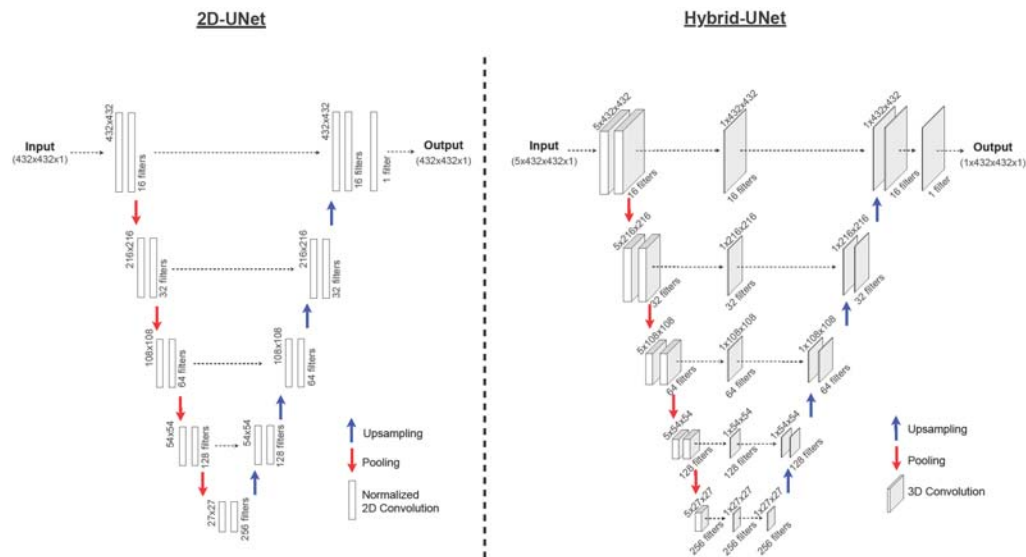 2D-UNet
432x432
16 filters
Input
(432x432x1)
432x432
16 filters
1 filter
Output
(432x432x1)
216x216
32 filters
216x216
32 filters
108x108
64 filters
108x108
64 filters
54x54
128 filters
54x54
128 filters
27x27
256 filters
Upsampling
Pooling
Normalized
2D Convolution
Hybrid-UNet
Input
(5x432x432x1)
5x432x432
16 filters
1x432x432
16 filters
1x432x432
16 filters
1 filter
Output
(1x432x432x1)
5x216x216
32 filters
1x216x216
32 filters
1x216x216
32 filters
5x108x108
64 filters
1x108x108
64 filters
1x108x108
64 filters
5x54x54
128 filters
1x54x54
128 filters
1x54x54
128 filters
5x27x27
256 filters
1x27x27
256 filters
1x27x27
256 filters
Upsampling
Pooling
3D Convolution